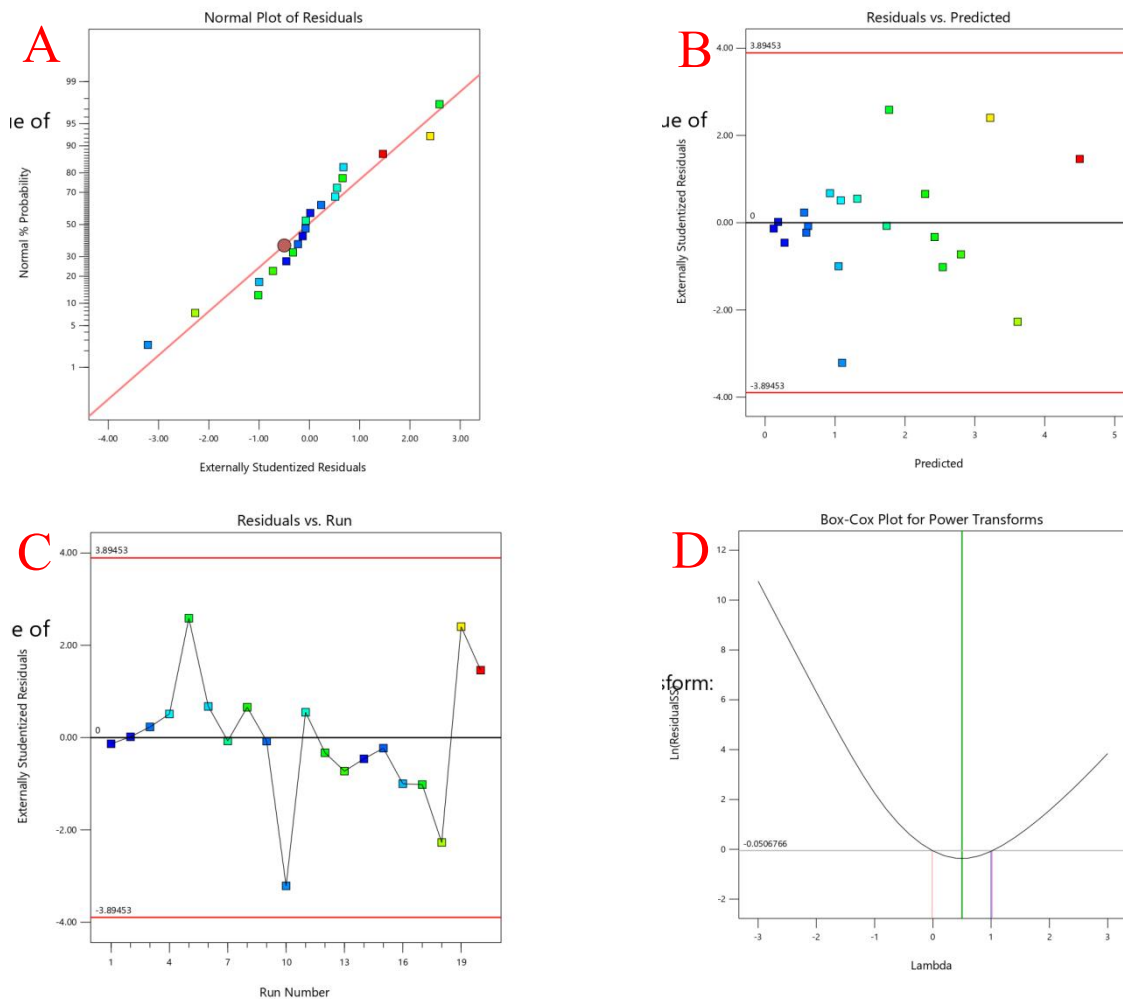 A
Normal Plot of Residuals
ue of
Normal % Probability
99
95
90
80
70
50
30
20
10
5
1
-4.00 -3.00 -2.00 -1.00 0.00 1.00 2.00 3.00
Externally Studentized Residuals
B
Residuals vs. Predicted
ue of
Externally Studentized Residuals
4.00
3.89453
2.00
0.00
0
-2.00
-3.89453
-4.00
0 1 2 3 4 5
Predicted
C
Residuals vs. Run
e of
Externally Studentized Residuals
4.00
3.89453
2.00
0.00
0
-2.00
-3.89453
-4.00
1 4 7 10 13 16 19
Run Number
D
Box-Cox Plot for Power Transforms
sform:
Ln(ResidualSS)
12
10
8
6
4
2
0
-0.0506766
-2
-3 -2 -1 0 1 2 3
Lambda